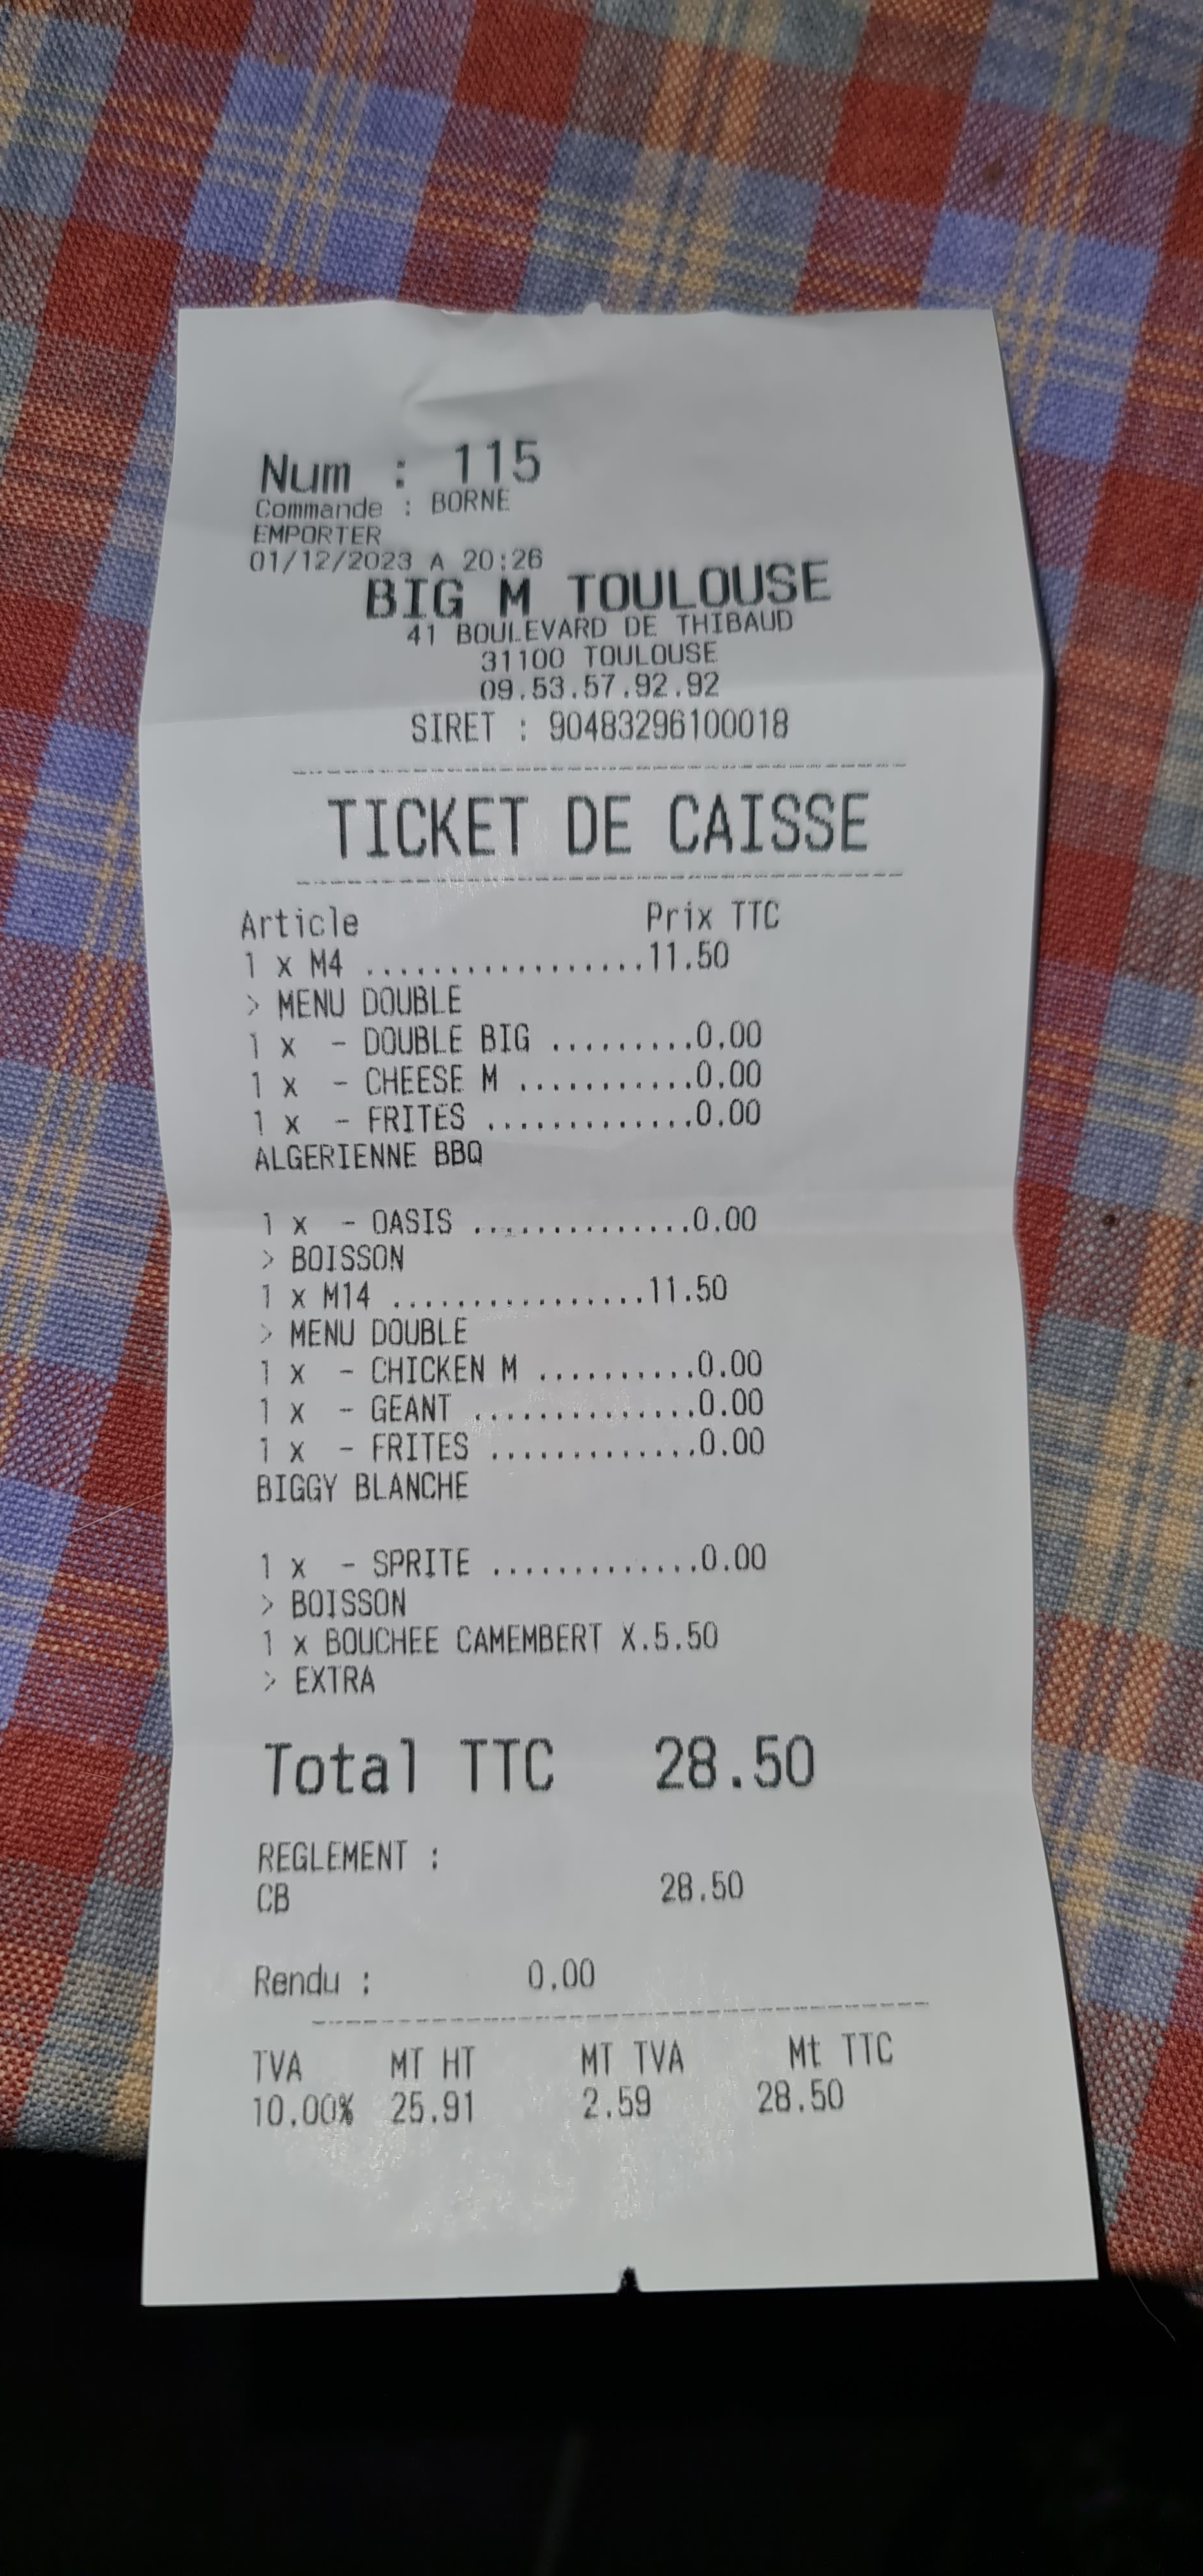 Num : 115
Commande : BORNE
EMPORTER
01/12/2023 A 20:26
BIG M TOULOUSE
41 BOULEVARD DE THIBAUD
31100 TOULOUSE
09.53.57.92.92
SIRET : 90483296100018
TICKET DE CAISSE
Article Prix TTC
1 x M4 .................11.50
> MENU DOUBLE
1 x - DOUBLE BIG .........0.00
1 x - CHEESE M ...........0.00
1 x - FRITES .............0.00
ALGERIENNE BBQ
1 x - OASIS ..............0.00
> BOISSON
1 x M14 ................11.50
> MENU DOUBLE
1 x - CHICKEN M ..........0.00
1 x - GEANT ..............0.00
1 x - FRITES .............0.00
BIGGY BLANCHE
1 x - SPRITE .............0.00
> BOISSON
1 x BOUCHEE CAMEMBERT X.5.50
> EXTRA
Total TTC 28.50
REGLEMENT :
CB 28.50
Rendu : 0.00
TVA MT HT MT TVA Mt TTC
10.00% 25.91 2.59 28.50